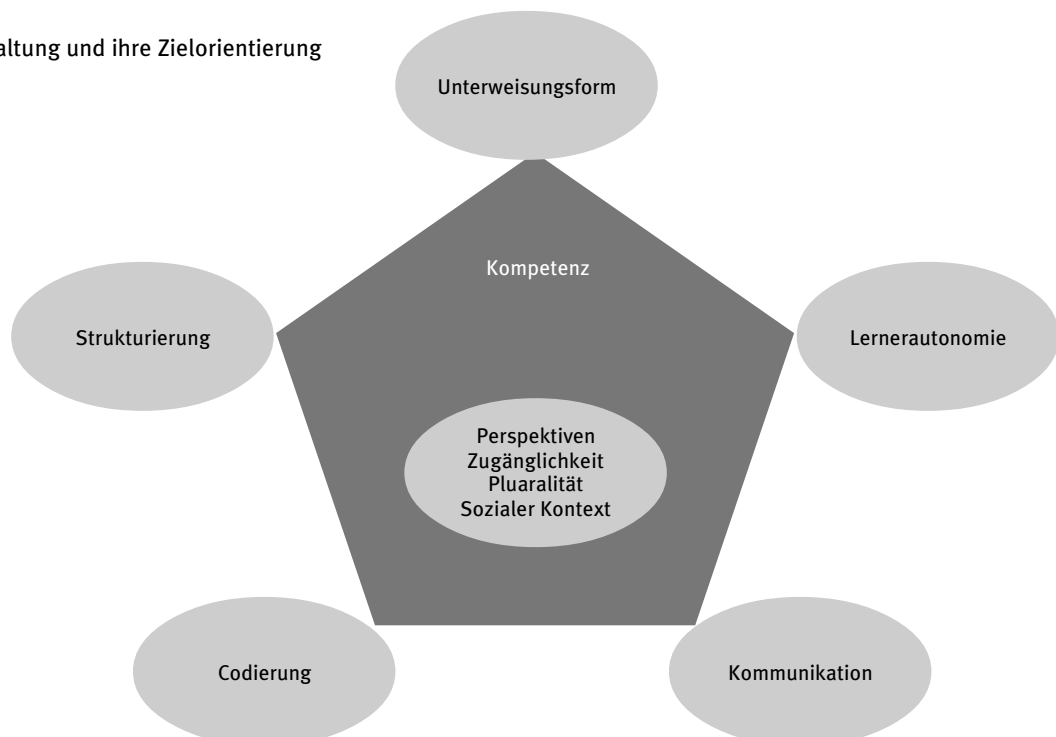 altung und ihre Zielorientierung
Unterweisungsform
Kompetenz
Strukturierung
Lernerautonomie
Perspektiven
Zugänglichkeit
Pluaralität
Sozialer Kontext
Codierung
Kommunikation